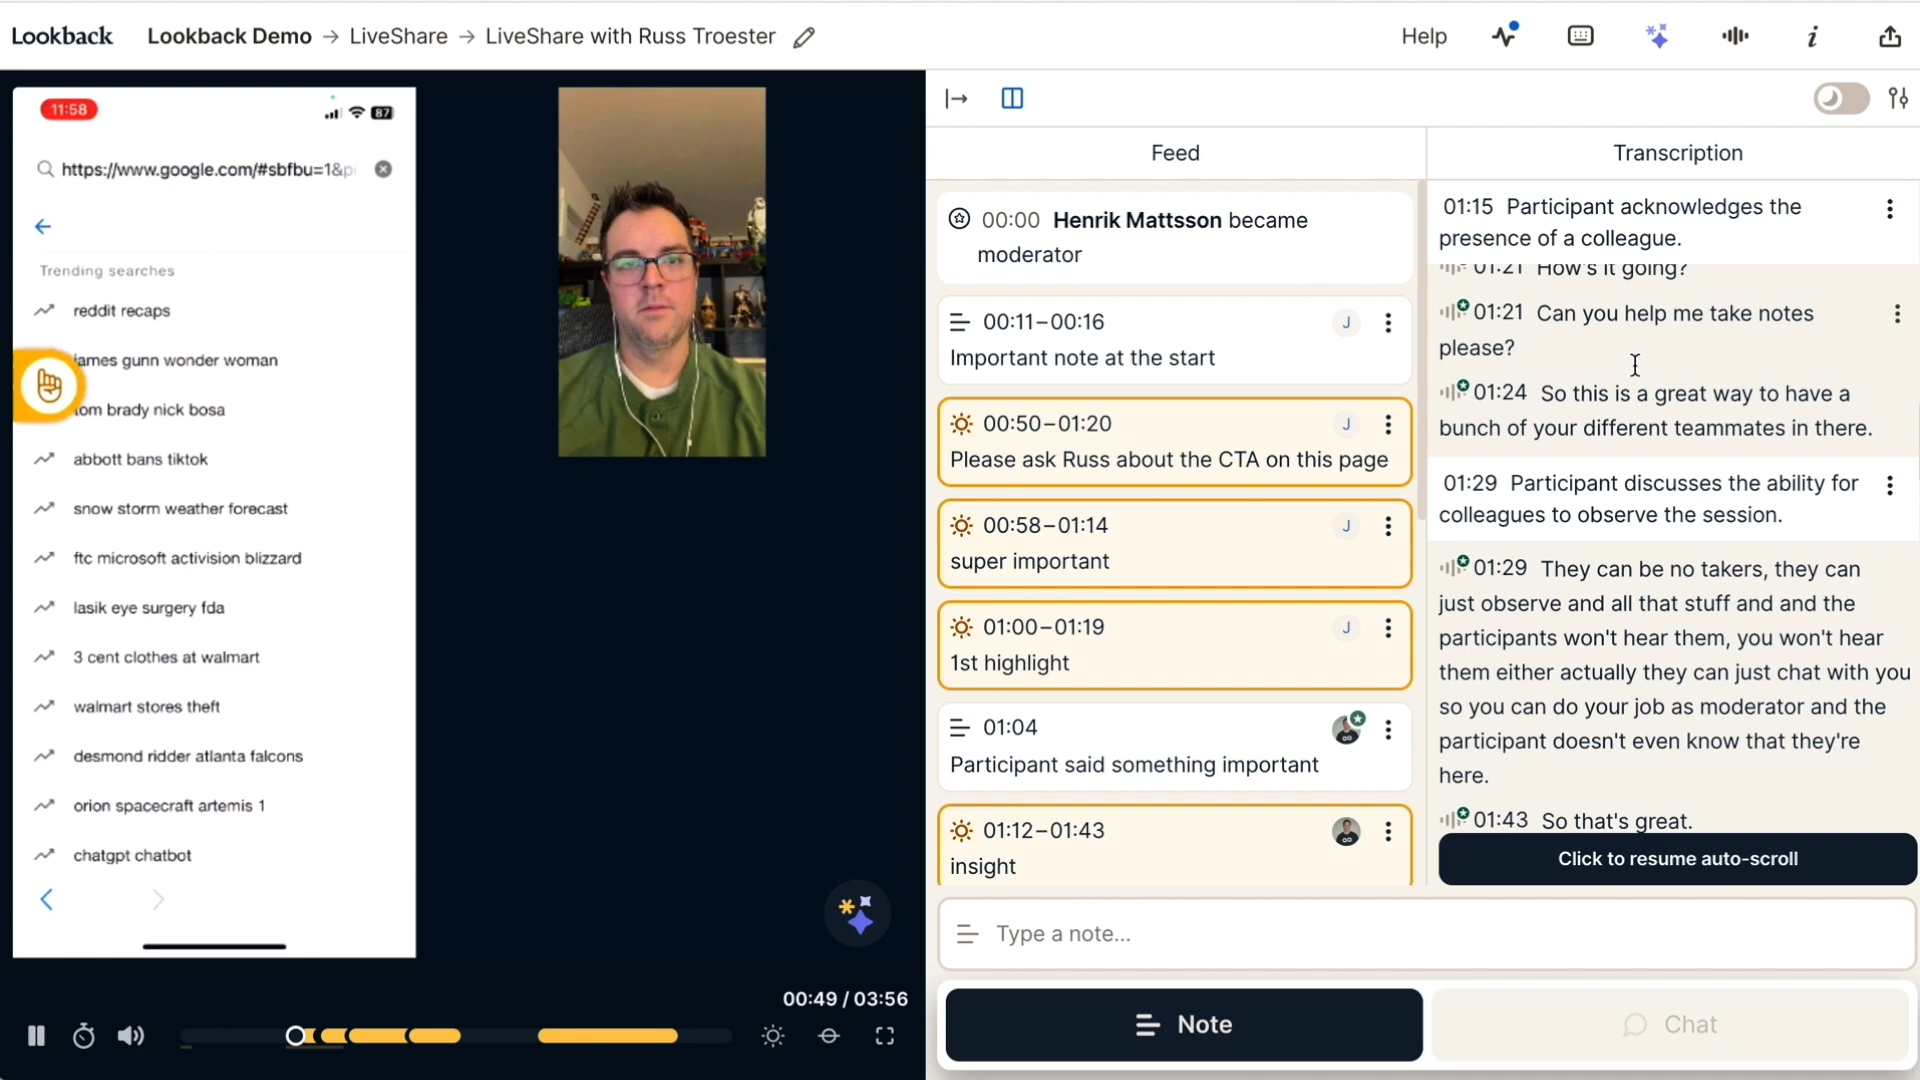 Lookback
Lookback Demo → LiveShare → LiveShare with Russ Troester
Help
11:58
87
https://www.google.com/#sbfbu=1&p
Trending searches
reddit recaps
james gunn wonder woman
tom brady nick bosa
abbott bans tiktok
snow storm weather forecast
ftc microsoft activision blizzard
lasik eye surgery fda
3 cent clothes at walmart
walmart stores theft
desmond ridder atlanta falcons
orion spacecraft artemis 1
chatgpt chatbot
00:49 / 03:56
Feed
00:00 Henrik Mattsson became
moderator
00:11–00:16
J
Important note at the start
00:50–01:20
J
Please ask Russ about the CTA on this page
00:58–01:14
J
super important
01:00–01:19
J
1st highlight
01:04
Participant said something important
01:12–01:43
insight
Transcription
01:15 Participant acknowledges the
presence of a colleague.
01:21 How's it going?
01:21 Can you help me take notes
please?
01:24 So this is a great way to have a
bunch of your different teammates in there.
01:29 Participant discusses the ability for
colleagues to observe the session.
01:29 They can be no takers, they can
just observe and all that stuff and and the
participants won't hear them, you won't hear
them either actually they can just chat with you
so you can do your job as moderator and the
participant doesn't even know that they're
here.
01:43 So that's great.
Click to resume auto-scroll
Type a note...
Note
Chat